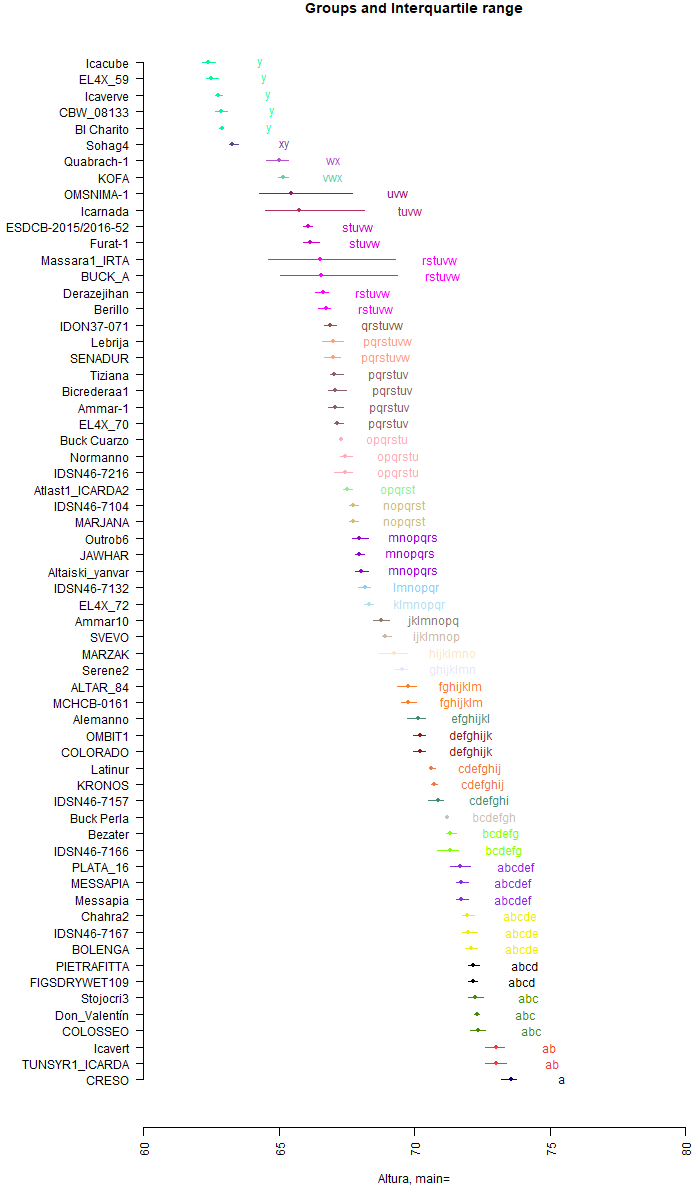 Groups and Interquartile range
Icacube y
EL4X_59 y
Icaverve y
CBW_08133 y
BI Charito y
Sohag4 xy
Quabrach-1 wx
KOFA vwx
OMSNIMA-1 uvw
Icarnada tuvw
ESDCB-2015/2016-52 stuvw
Furat-1 stuvw
Massara1_IRTA rstuvw
BUCK_A rstuvw
Derazejihan rstuvw
Berillo rstuvw
IDON37-071 qrstuvw
Lebrija pqrstuvw
SENADUR pqrstuvw
Tiziana pqrstuv
Bicrederaa1 pqrstuv
Ammar-1 pqrstuv
EL4X_70 pqrstuv
Buck Cuarzo opqrstu
Normanno opqrstu
IDSN46-7216 opqrstu
Atlast1_ICARDA2 opqrst
IDSN46-7104 nopqrst
MARJANA nopqrst
Outrob6 mnopqrs
JAWHAR mnopqrs
Altaiski_yanvar mnopqrs
IDSN46-7132 lmnopqr
EL4X_72 klmnopqr
Ammar10 jklmnopq
SVEVO ijklmnop
MARZAK hijklmno
Serene2 ghijklmn
ALTAR_84 fghijklm
MCHCB-0161 fghijklm
Alemanno efghijkl
OMBIT1 defghijk
COLORADO defghijk
Latinur cdefghij
KRONOS cdefghij
IDSN46-7157 cdefghi
Buck Perla bcdefgh
Bezater bcdefg
IDSN46-7166 bcdefg
PLATA_16 abcdef
MESSAPIA abcdef
Messapia abcdef
Chahra2 abcde
IDSN46-7167 abcde
BOLENGA abcde
PIETRAFITTA abcd
FIGSDRYWET109 abcd
Stojocri3 abc
Don_Valentín abc
COLOSSEO abc
Icavert ab
TUNSYR1_ICARDA ab
CRESO a
60 65 70 75 80
Altura, main=